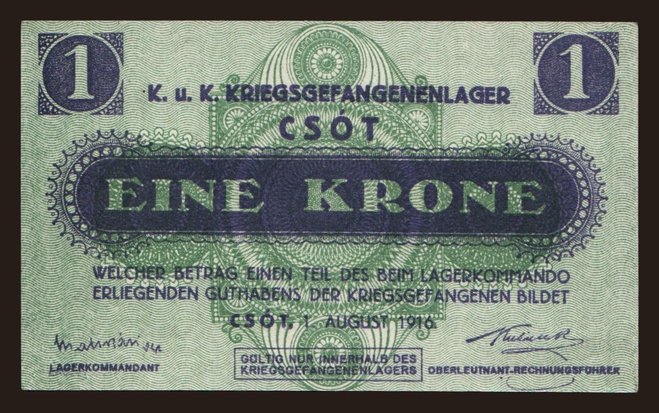 1 1
K. u. K. KRIEGSGEFANGENENLAGER
CSÓT
EINE KRONE
WELCHER BETRAG EINEN TEIL DES BEIM LAGERKOMMANDO
ERLIEGENDEN GUTHABENS DER KRIEGSGEFANGENEN BILDET
CSÓT, 1. AUGUST 1916.
LAGERKOMMANDANT
GÜLTIG NUR INNERHALB DES
KRIEGSGEFANGENENLAGERS
OBERLEUTNANT-RECHNUNGSFÜHRER